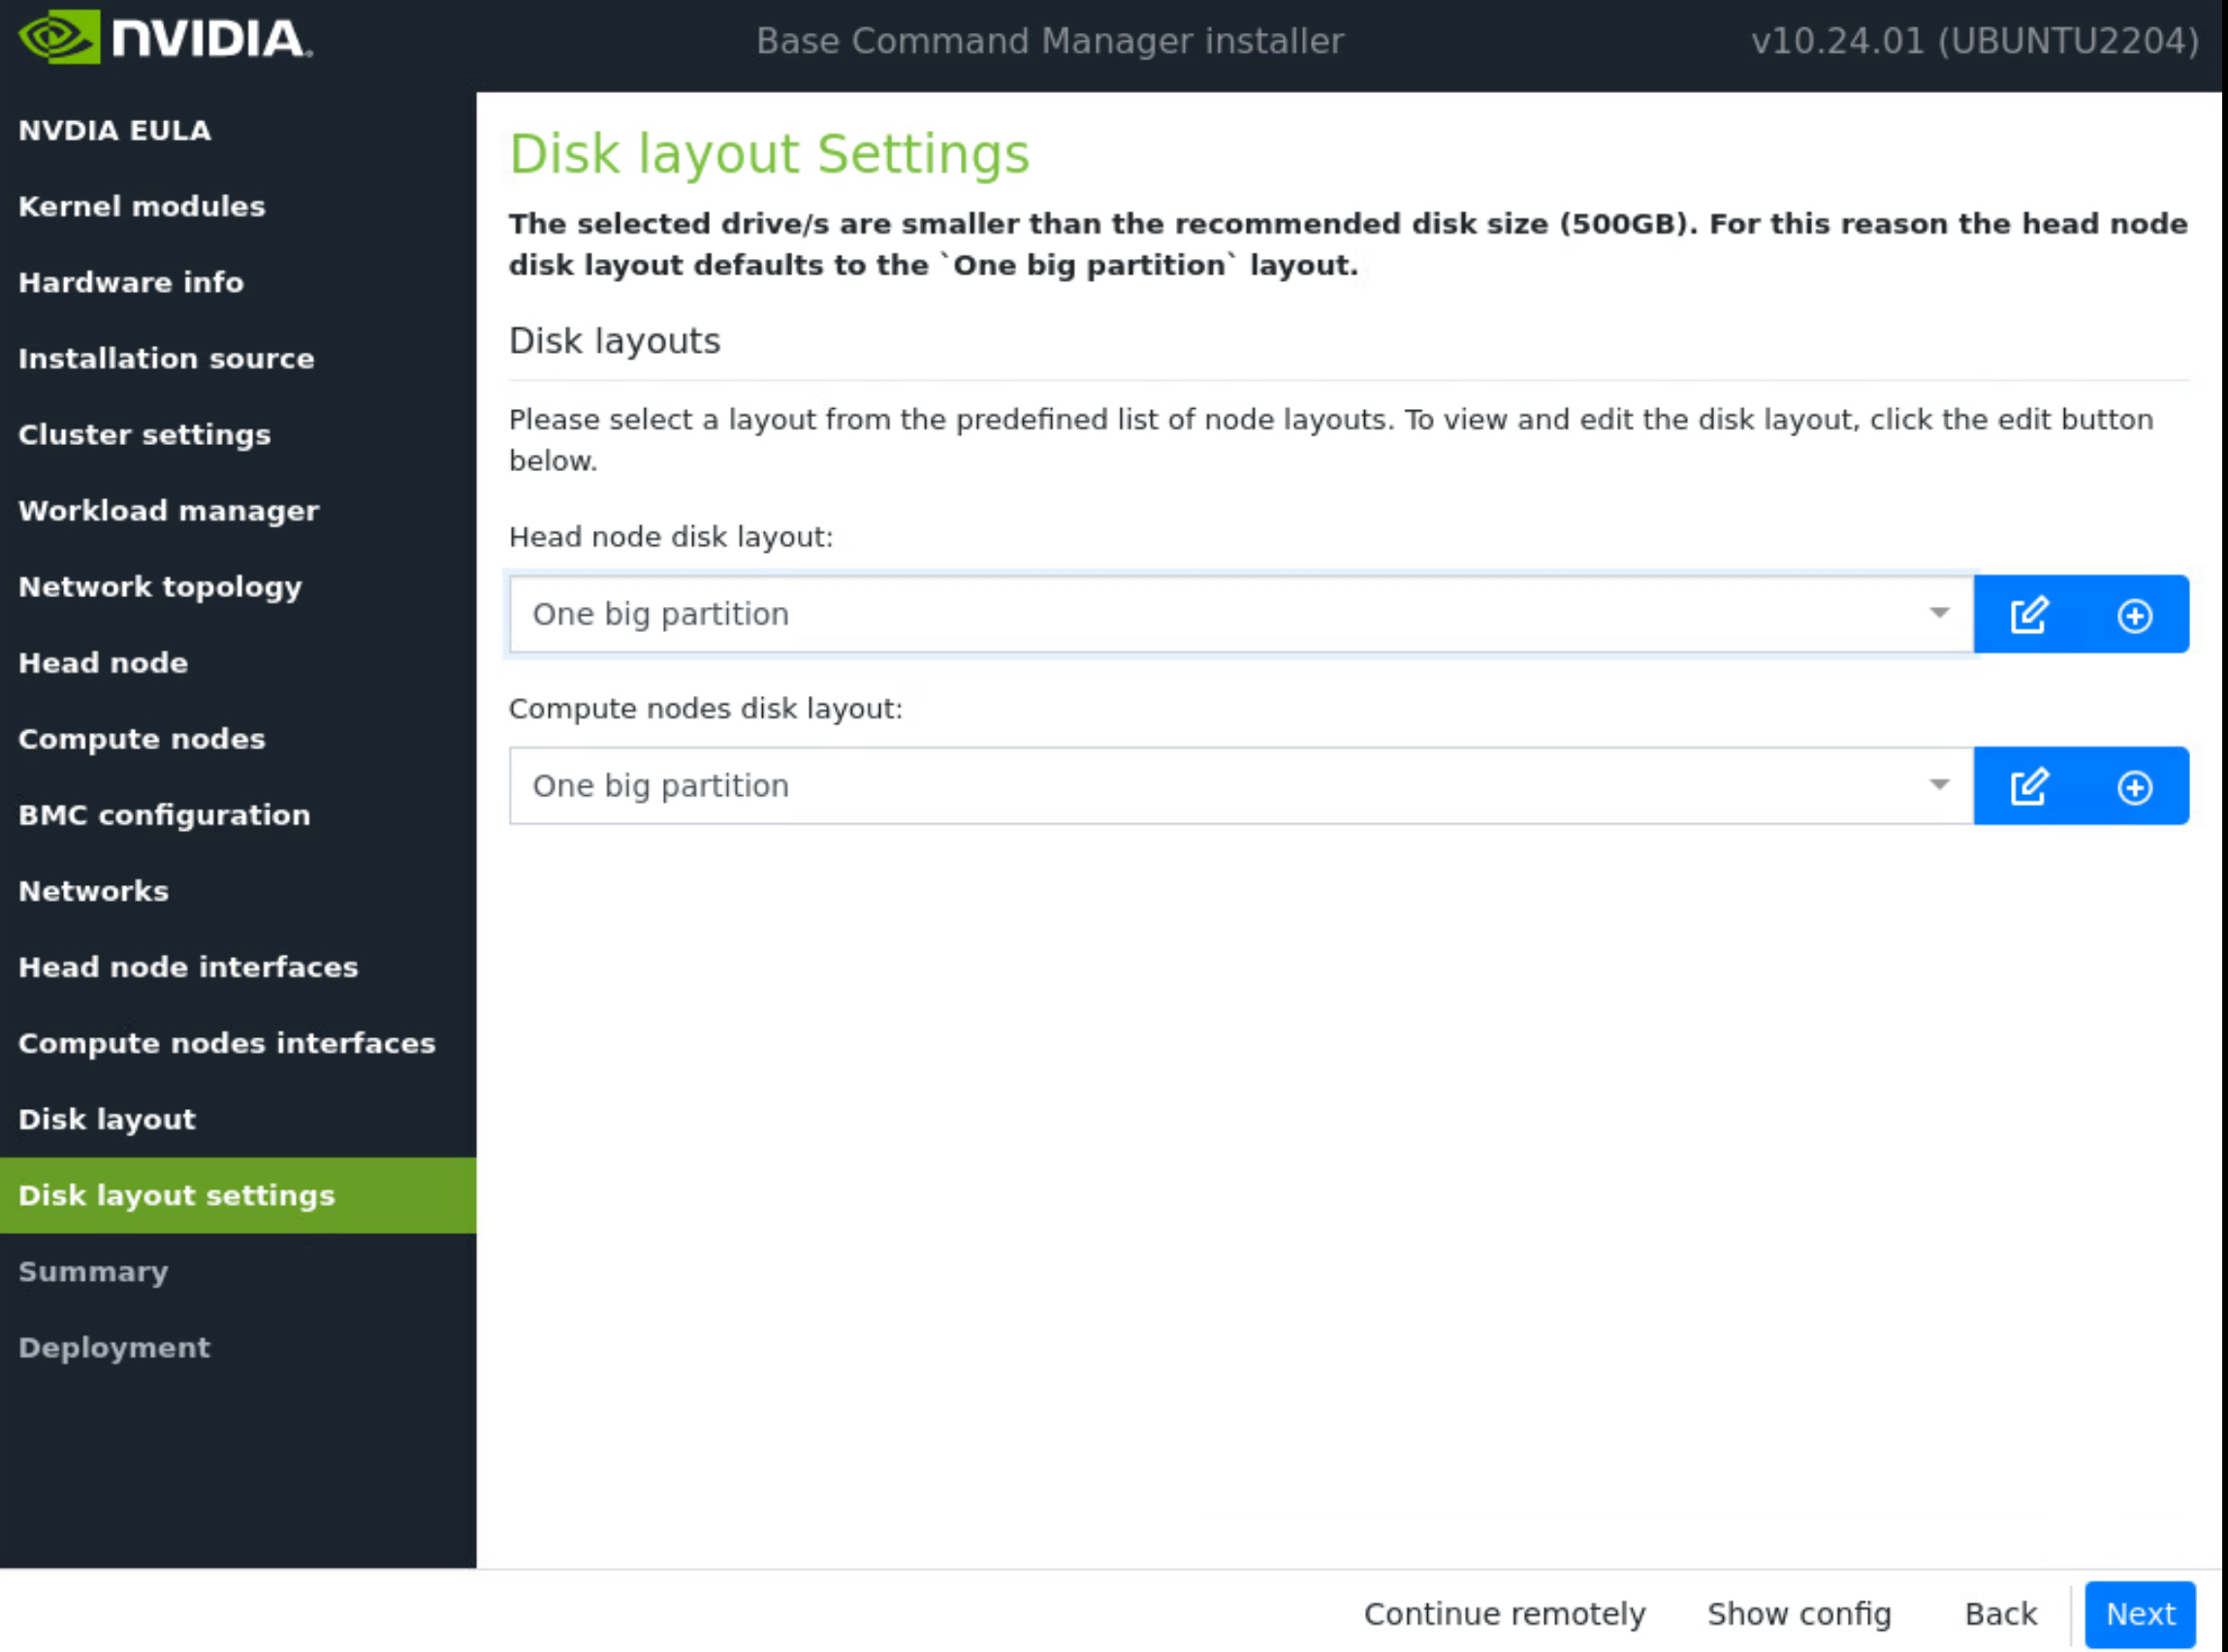 NVIDIA.
Base Command Manager installer
v10.24.01 (UBUNTU2204)
NVDIA EULA
Kernel modules
Hardware info
Installation source
Cluster settings
Workload manager
Network topology
Head node
Compute nodes
BMC configuration
Networks
Head node interfaces
Compute nodes interfaces
Disk layout
Disk layout settings
Summary
Deployment
Disk layout Settings
The selected drive/s are smaller than the recommended disk size (500GB). For this reason the head node
disk layout defaults to the `One big partition` layout.
Disk layouts
Please select a layout from the predefined list of node layouts. To view and edit the disk layout, click the edit button
below.
Head node disk layout:
One big partition
Compute nodes disk layout:
One big partition
Continue remotely
Show config
Back
Next